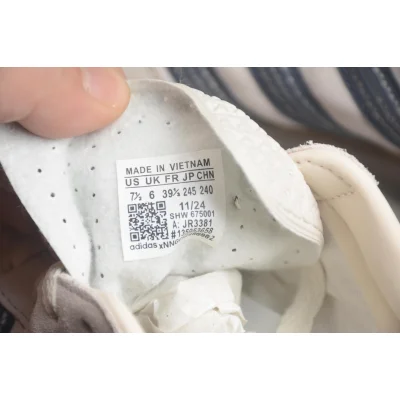 MADE IN VIETNAM
US UK FR JP CHN
7½ 6 39⅓ 245 240
11/24
SHW 675001
A: JR3381
adidas